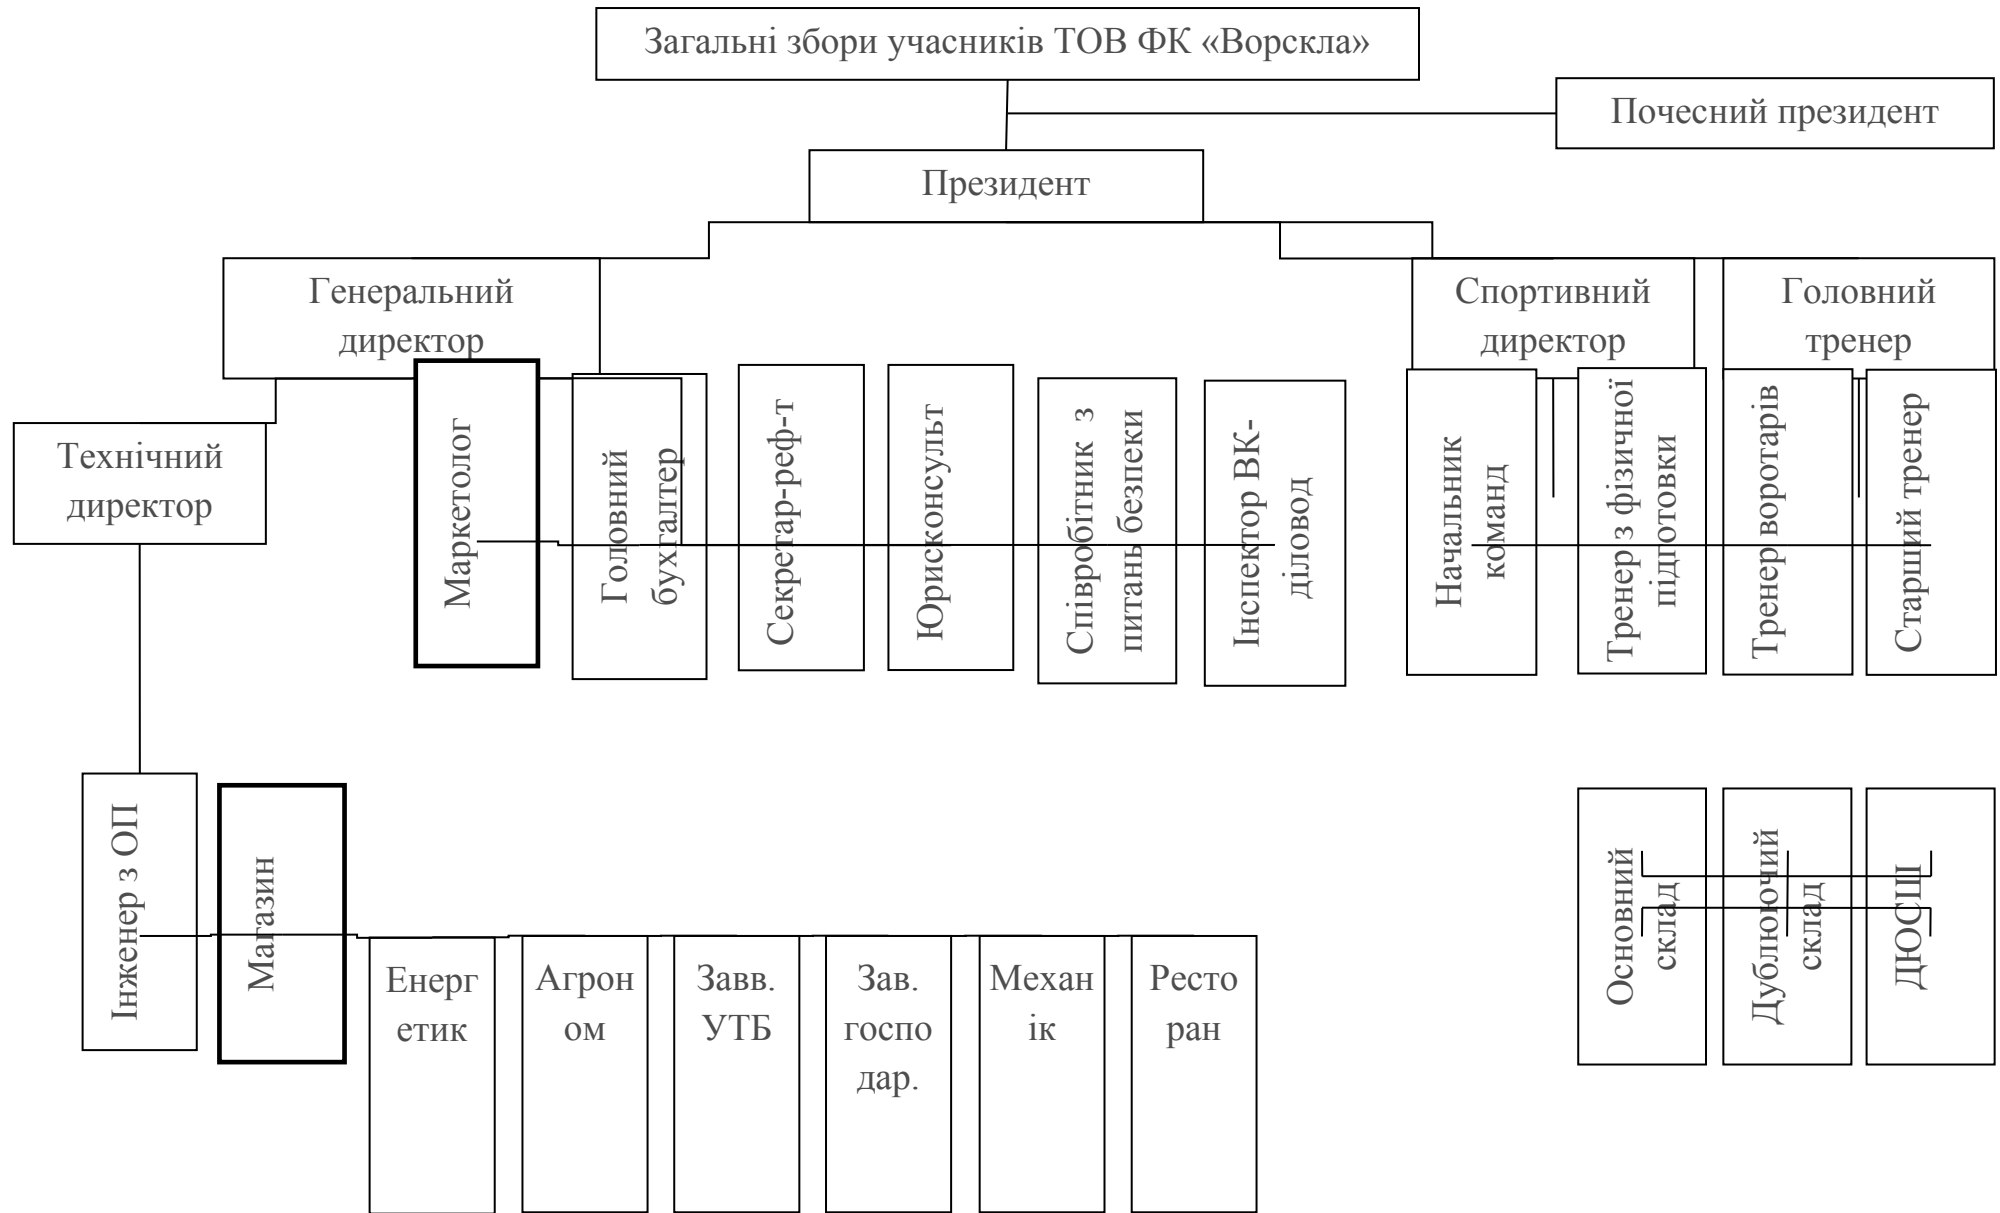 Загальні збори учасників ТОВ ФК «Ворскла»
Почесний президент
Президент
Генеральний
директор
Спортивний
директор
Головний
тренер
Технічний
директор
Маркетолог
Головний
бухгалтер
Секретар-реф-т
Юрисконсульт
Співробітник з
питань безпеки
Інспектор ВК-
діловод
Начальник
команд
Тренер з фізичної
підготовки
Тренер воротарів
Старший тренер
Інженер з ОП
Магазин
Енерг
етик
Агрон
ом
Завв.
УТБ
Зав.
госпо
дар.
Механ
ік
Ресто
ран
Основний
склад
Дублюючий
склад
ДЮСШ